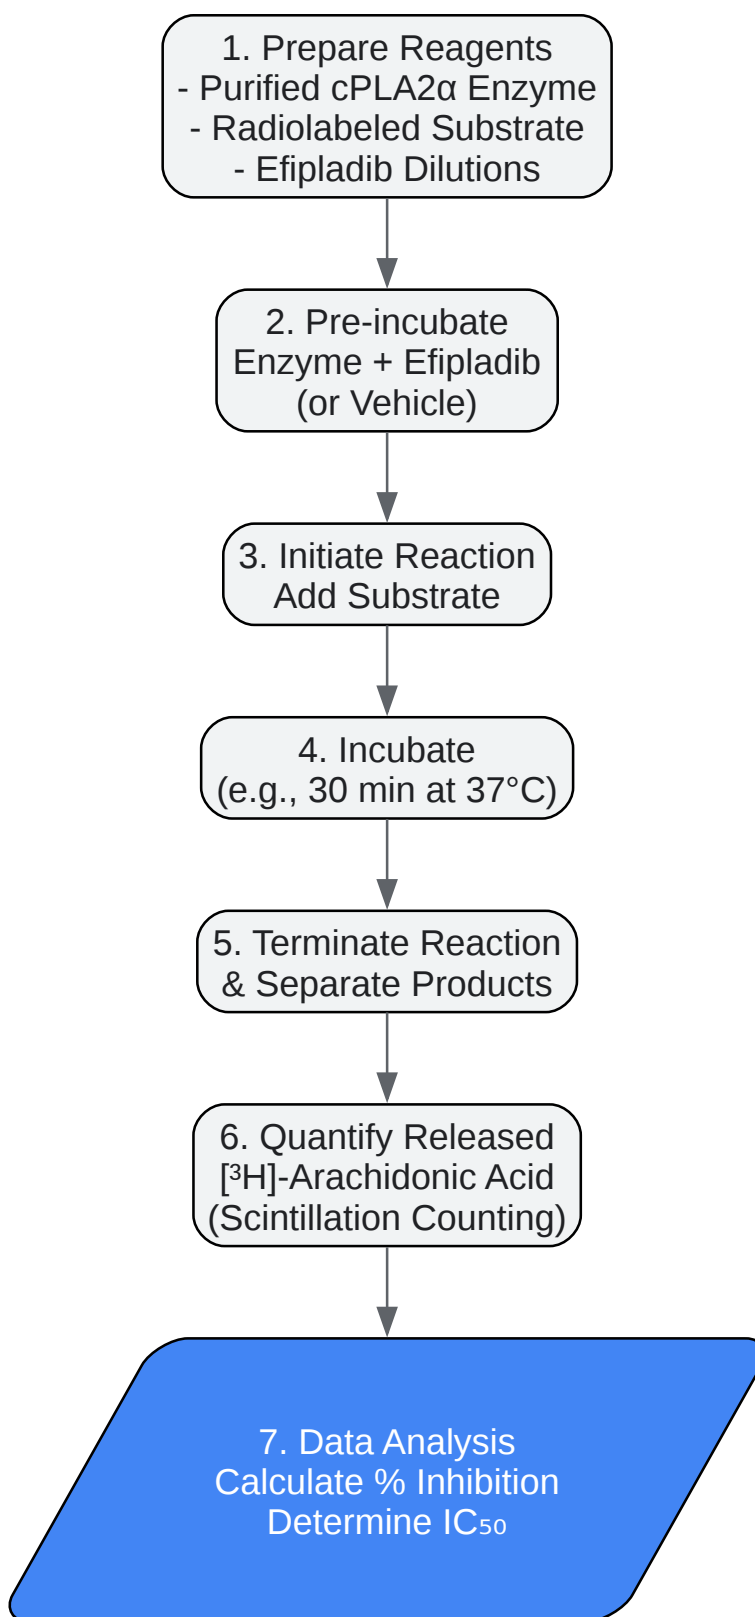 1. Prepare Reagents
- Purified cPLA2α Enzyme
- Radiolabeled Substrate
- Efipladib Dilutions
2. Pre-incubate
Enzyme + Efipladib
(or Vehicle)
3. Initiate Reaction
Add Substrate
4. Incubate
(e.g., 30 min at 37°C)
5. Terminate Reaction
& Separate Products
6. Quantify Released
[³H]-Arachidonic Acid
(Scintillation Counting)
7. Data Analysis
Calculate % Inhibition
Determine IC₅₀